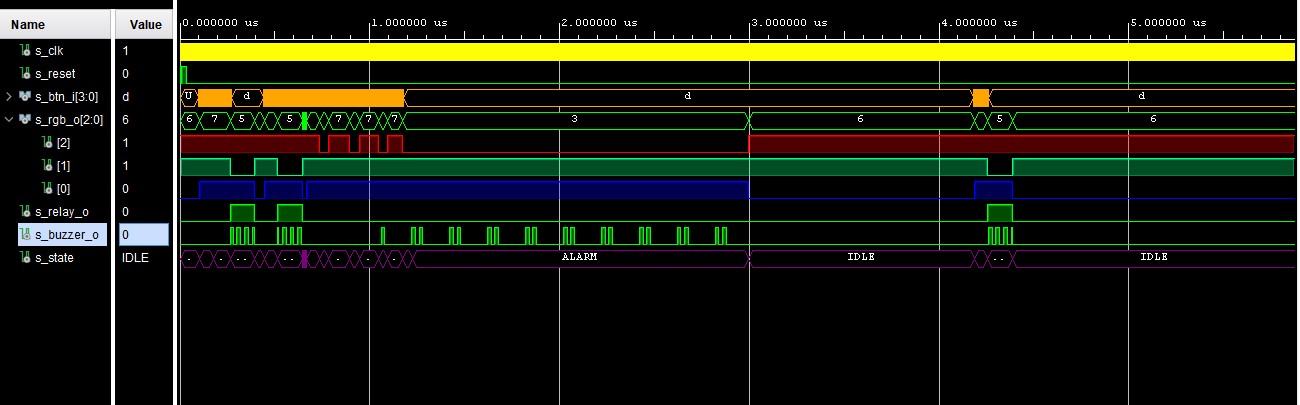 Name Value 0.000000 us 1.000000 us 2.000000 us 3.000000 us 4.000000 us 5.000000 us
s_clk 1
s_reset 0
s_btn_i[3:0] d U d d d
s_rgb_o[2:0] 6 6 7 5 5 7 7 7 3 6 5 6
[2] 1
[1] 1
[0] 0
s_relay_o 0
s_buzzer_o 0
s_state IDLE . . . .. .. . . . . ALARM IDLE .. IDLE